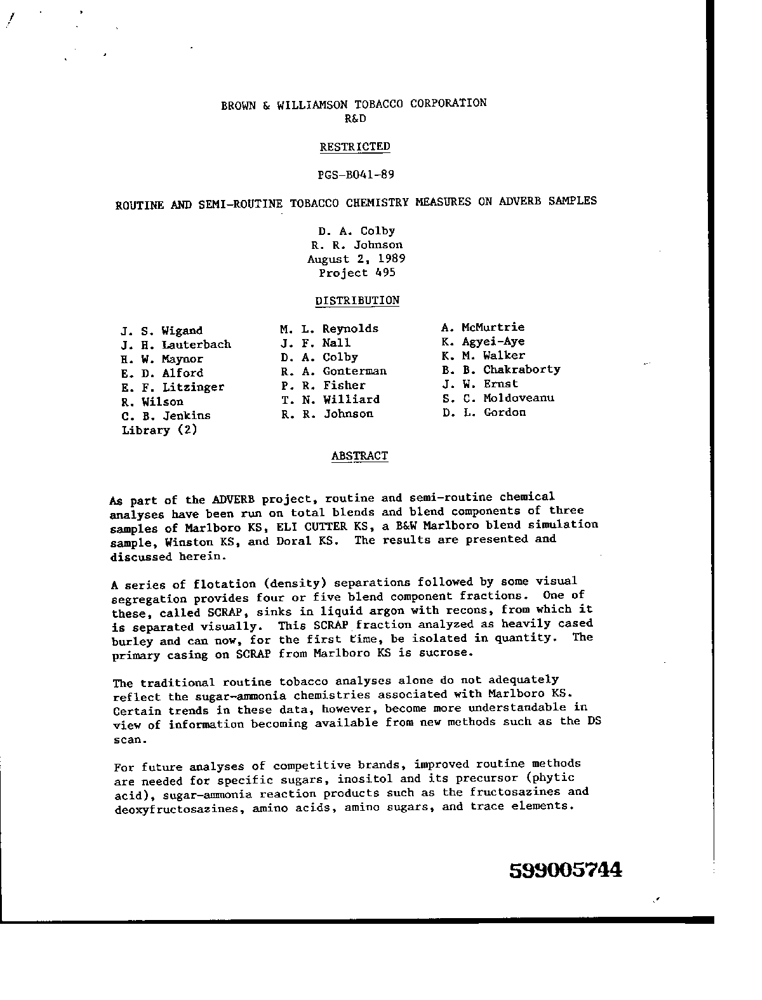 BROWN & WILLIAMSON TOBACCO CORPORATION
R&D
RESTRICTED
PGS-B041-89
ROUTINE AND SEMI-ROUTINE TOBACCO CHEMISTRY MEASURES ON ADVERB SAMPLES
D. A. Colby
R. R. Johnson
August 2, 1989
Project 495
DISTRIBUTION
J. S. Wigand
J. H. Lauterbach
H. W. Maynor
E. D. Alford
E. F. Litzinger
R. Wilson
C. B. Jenkins
Library (2)
M. L. Reynolds
J. F. Nall
D. A. Colby
R. A. Gonterman
P. R. Fisher
T. N. Williard
R. R. Johnson
A. McMurtrie
K. Agyei-Aye
K. M. Walker
B. B. Chakraborty
J. W. Ernst
S. C. Moldoveanu
D. L. Gordon
ABSTRACT
As part of the ADVERB project, routine and semi-routine chemical
analyses have been run on total blends and blend components of three
samples of Marlboro KS, ELI CUTTER KS, a B&W Marlboro blend simulation
sample, Winston KS, and Doral KS. The results are presented and
discussed herein.
A series of flotation (density) separations followed by some visual
segregation provides four or five blend component fractions. One of
these, called SCRAP, sinks in liquid argon with recons, from which it
is separated visually. This SCRAP fraction analyzed as heavily cased
burley and can now, for the first time, be isolated in quantity. The
primary casing on SCRAP from Marlboro KS is sucrose.
The traditional routine tobacco analyses alone do not adequately
reflect the sugar-ammonia chemistries associated with Marlboro KS.
Certain trends in these data, however, become more understandable in
view of information becoming available from new methods such as the DS
scan.
For future analyses of competitive brands, improved routine methods
are needed for specific sugars, inositol and its precursor (phytic
acid), sugar-ammonia reaction products such as the fructosazines and
deoxyfructosazines, amino acids, amino sugars, and trace elements.
599005744